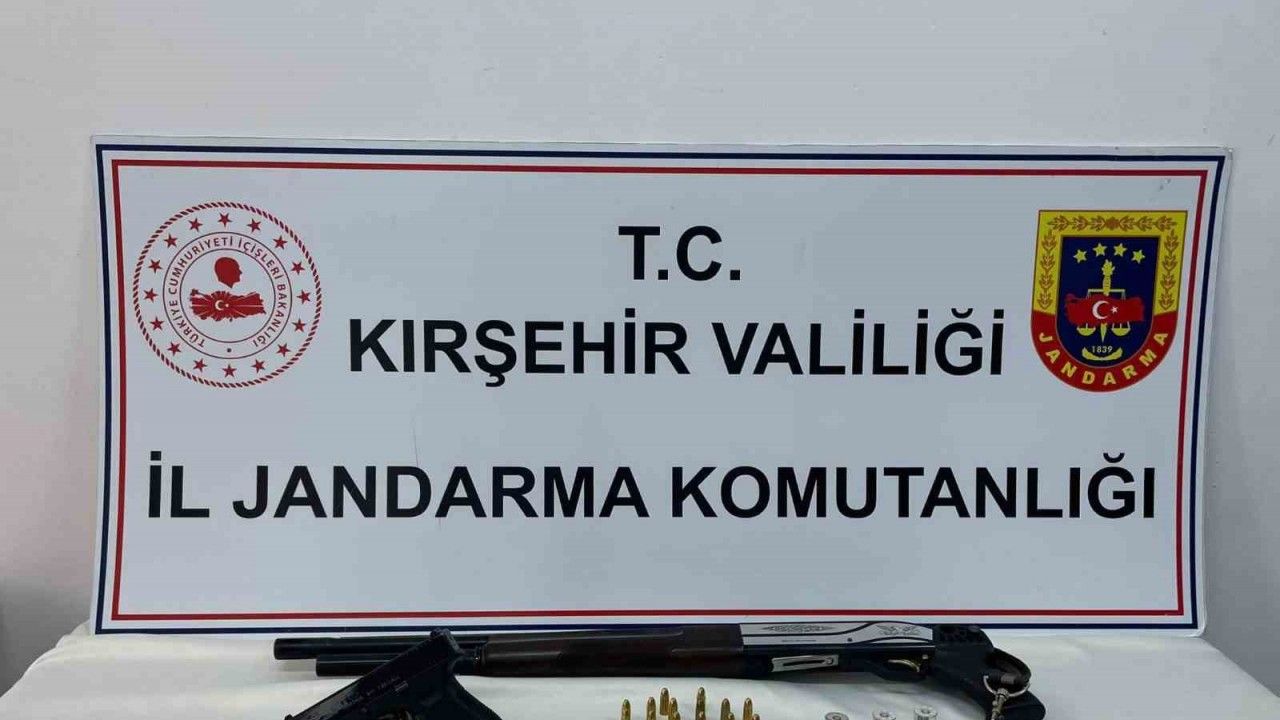 T.C.
KIRŞEHİR VALİLİĞİ
İL JANDARMA KOMUTANLIĞI
TÜRKİYE CUMHURİYETİ İÇİŞLERİ BAKANLIĞI
1839
JANDARMA